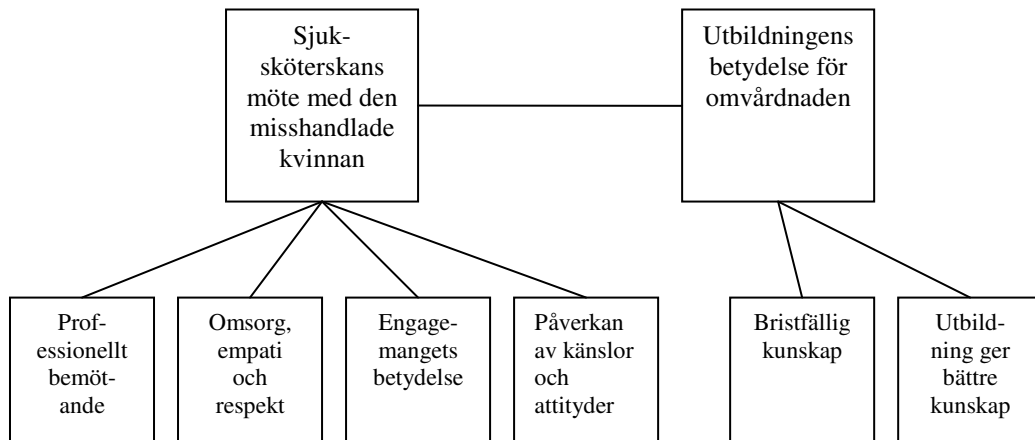 Sjuk-
sköterskans
möte med den
misshandlade
kvinnan
Utbildningens
betydelse för
omvårdnaden
Prof-
essionellt
bemöt-
ande
Omsorg,
empati
och
respekt
Engage-
mangets
betydelse
Påverkan
av känslor
och
attityder
Bristfällig
kunskap
Utbild-
ning ger
bättre
kunskap